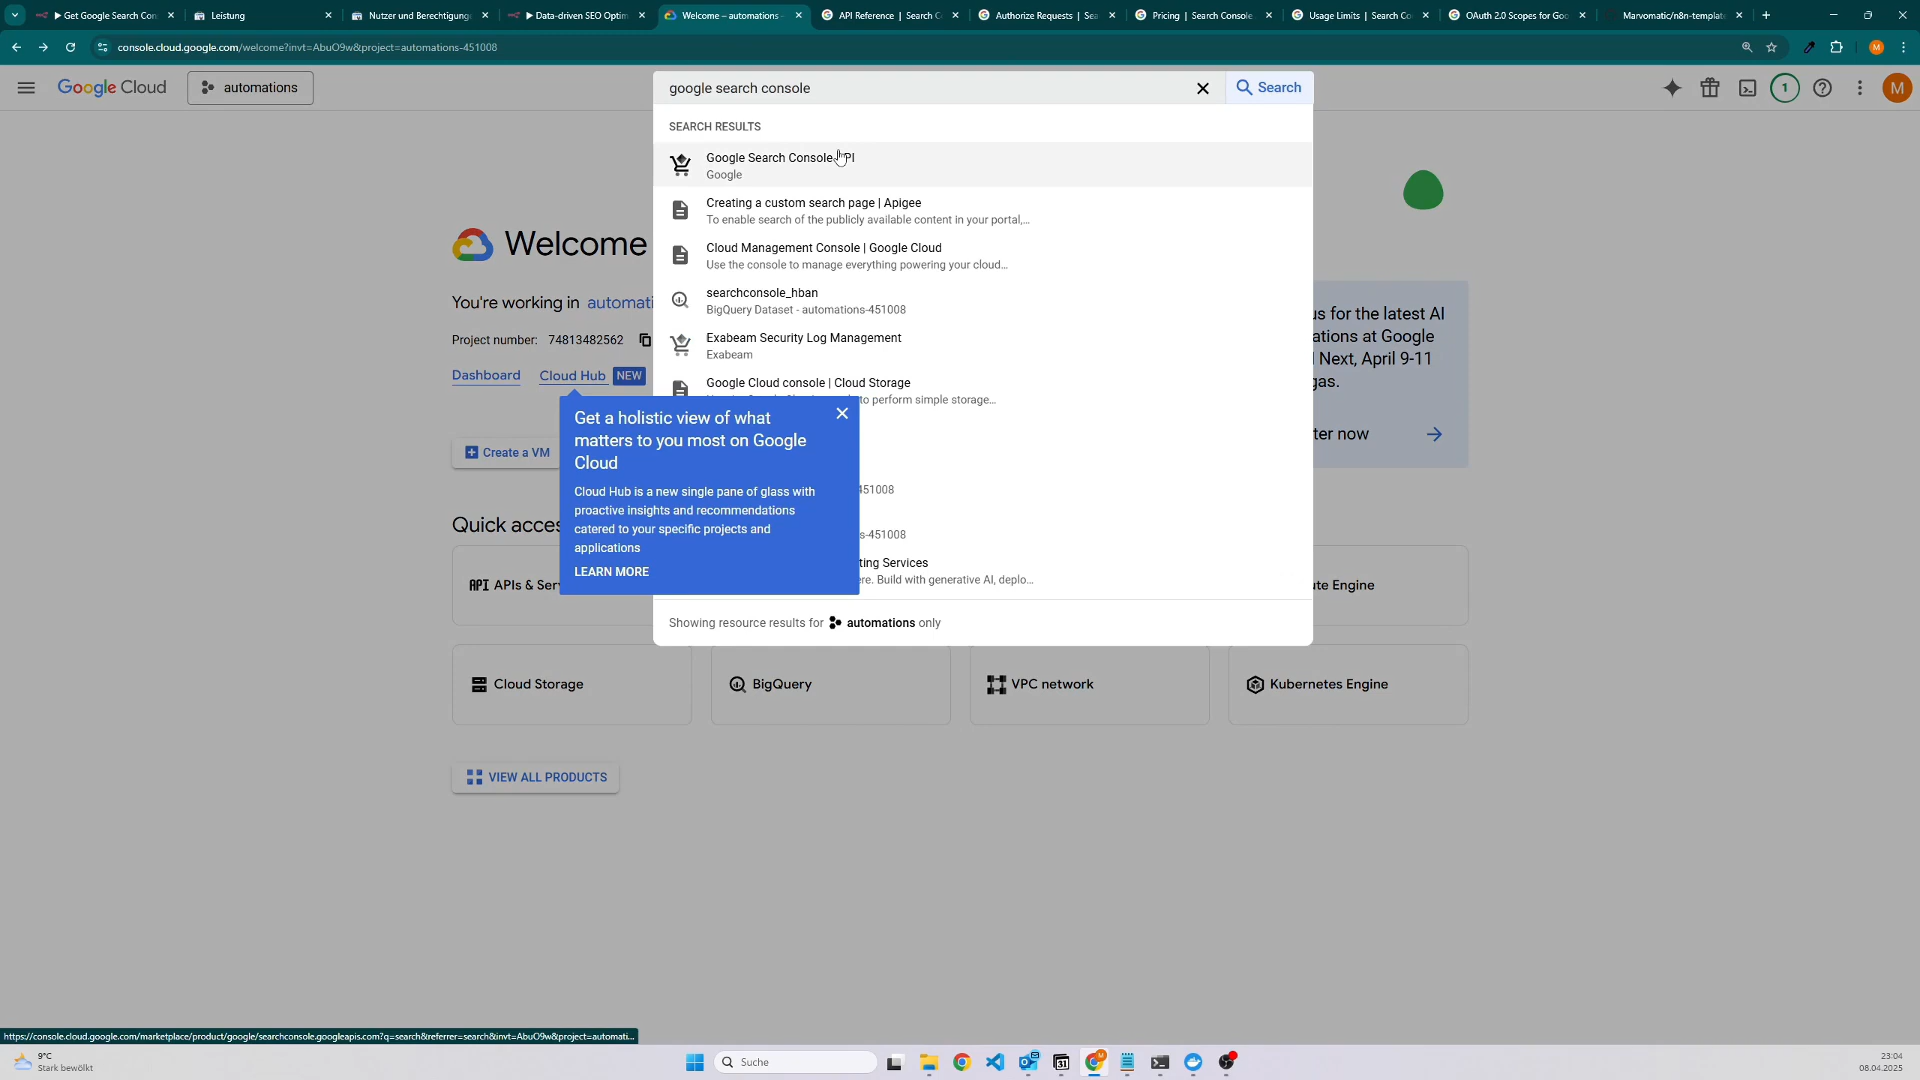 Get Google Search Con
Leistung
Nutzer und Berechtigung
Data-driven SEO Optim
Welcome – automations
API Reference | Search C
Authorize Requests | Sea
Pricing | Search Console
Usage Limits | Search Co
OAuth 2.0 Scopes for Goo
Marvomatic/n8n-templat
console.cloud.google.com/welcome?invt=AbuO9w&project=automations-451008
M
Google Cloud
automations
google search console
Search
1
M
SEARCH RESULTS
Google Search Console PI
Google
Creating a custom search page | Apigee
To enable search of the publicly available content in your portal,...
Cloud Management Console | Google Cloud
Use the console to manage everything powering your cloud...
searchconsole_hban
BigQuery Dataset - automations-451008
Exabeam Security Log Management
Exabeam
Google Cloud console | Cloud Storage
to perform simple storage...
451008
s-451008
ting Services
ere. Build with generative AI, deplo...
Showing resource results for automations only
Welcome
You're working in automati
Project number: 74813482562
Dashboard
Cloud Hub NEW
Get a holistic view of what
matters to you most on Google
Cloud
Cloud Hub is a new single pane of glass with
proactive insights and recommendations
catered to your specific projects and
applications
LEARN MORE
us for the latest AI
ations at Google
Next, April 9-11
gas.
ter now
Create a VM
Quick acces
API APIs & Ser
ute Engine
Cloud Storage
BigQuery
VPC network
Kubernetes Engine
VIEW ALL PRODUCTS
https://console.cloud.google.com/marketplace/product/google/searchconsole.googleapis.com?q=search&referrer=search&invt=AbuO9w&project=automati...
9°C
Stark bewölkt
Suche
31
23:04
08.04.2025